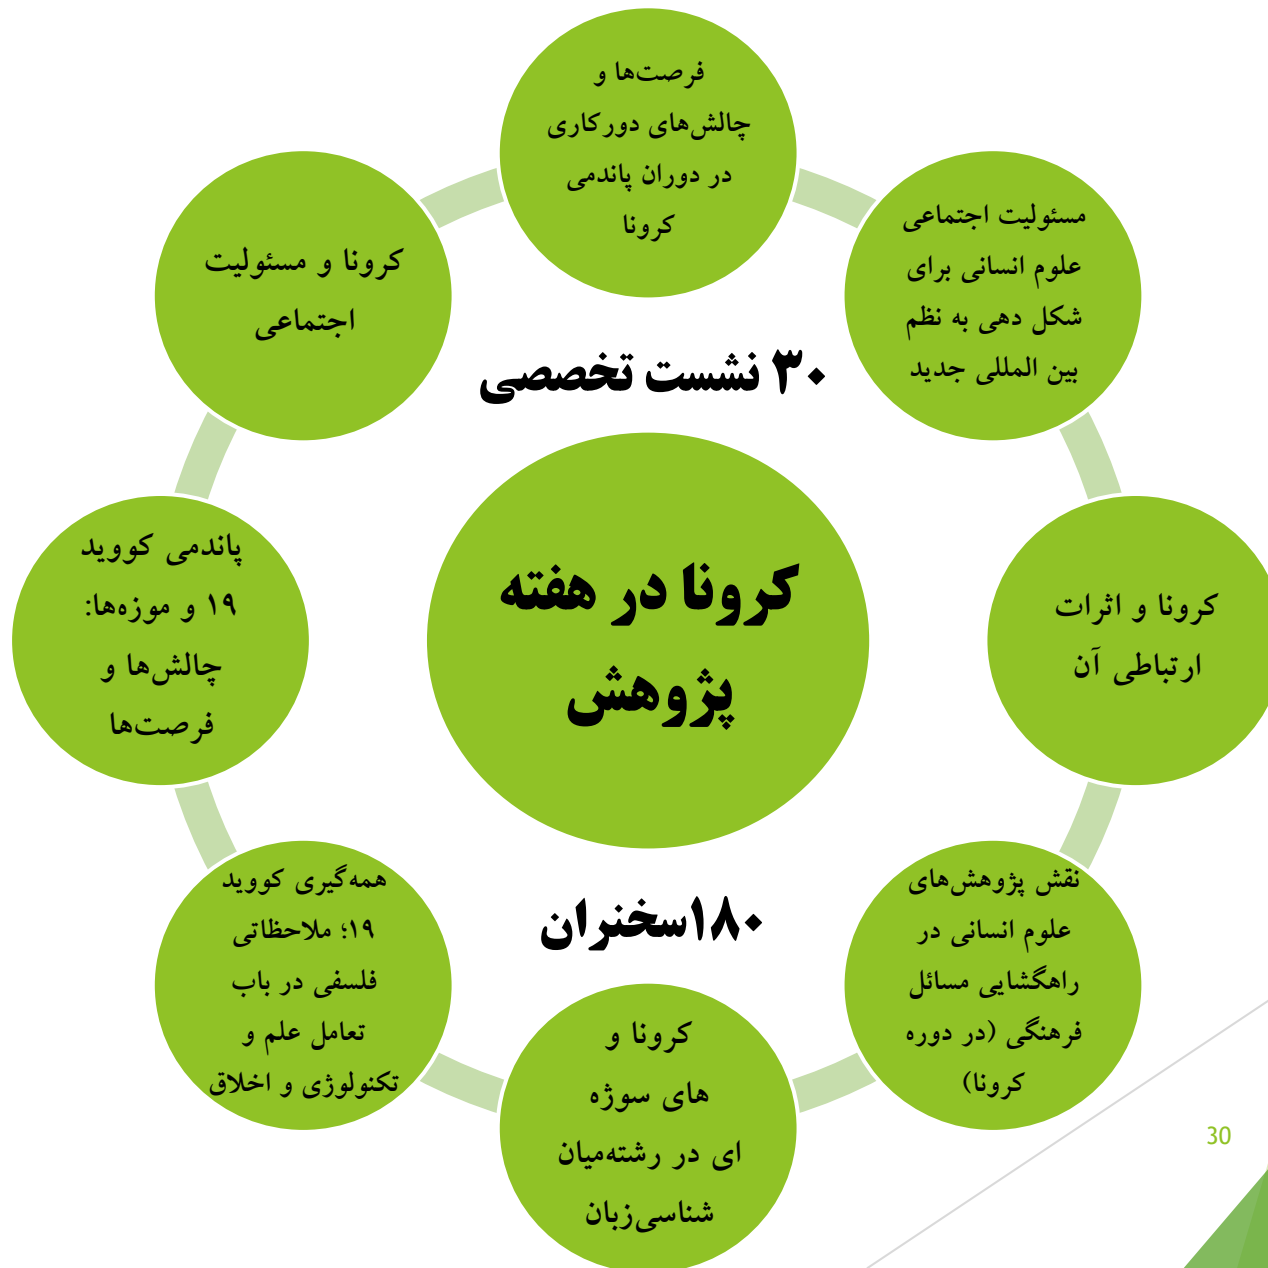 فرصت‌ها و
چالش‌های دورکاری
در دوران پاندمی
کرونا
مسئولیت اجتماعی
علوم انسانی برای
شکل دهی به نظم
بین المللی جدید
کرونا و اثرات
ارتباطی آن
نقش پژوهش‌های
علوم انسانی در
راهگشایی مسائل
فرهنگی (در دوره
کرونا)
کرونا و
های سوژه
ای در رشته‌میان
شناسی‌زبان
همه‌گیری کووید
۱۹؛ ملاحظاتی
فلسفی در باب
تعامل علم و
تکنولوژی و اخلاق
پاندمی کووید
۱۹ و موزه‌ها:
چالش‌ها و
فرصت‌ها
کرونا و مسئولیت
اجتماعی
۳۰ نشست تخصصی
کرونا در هفته
پژوهش
۱۸۰سخنران
30